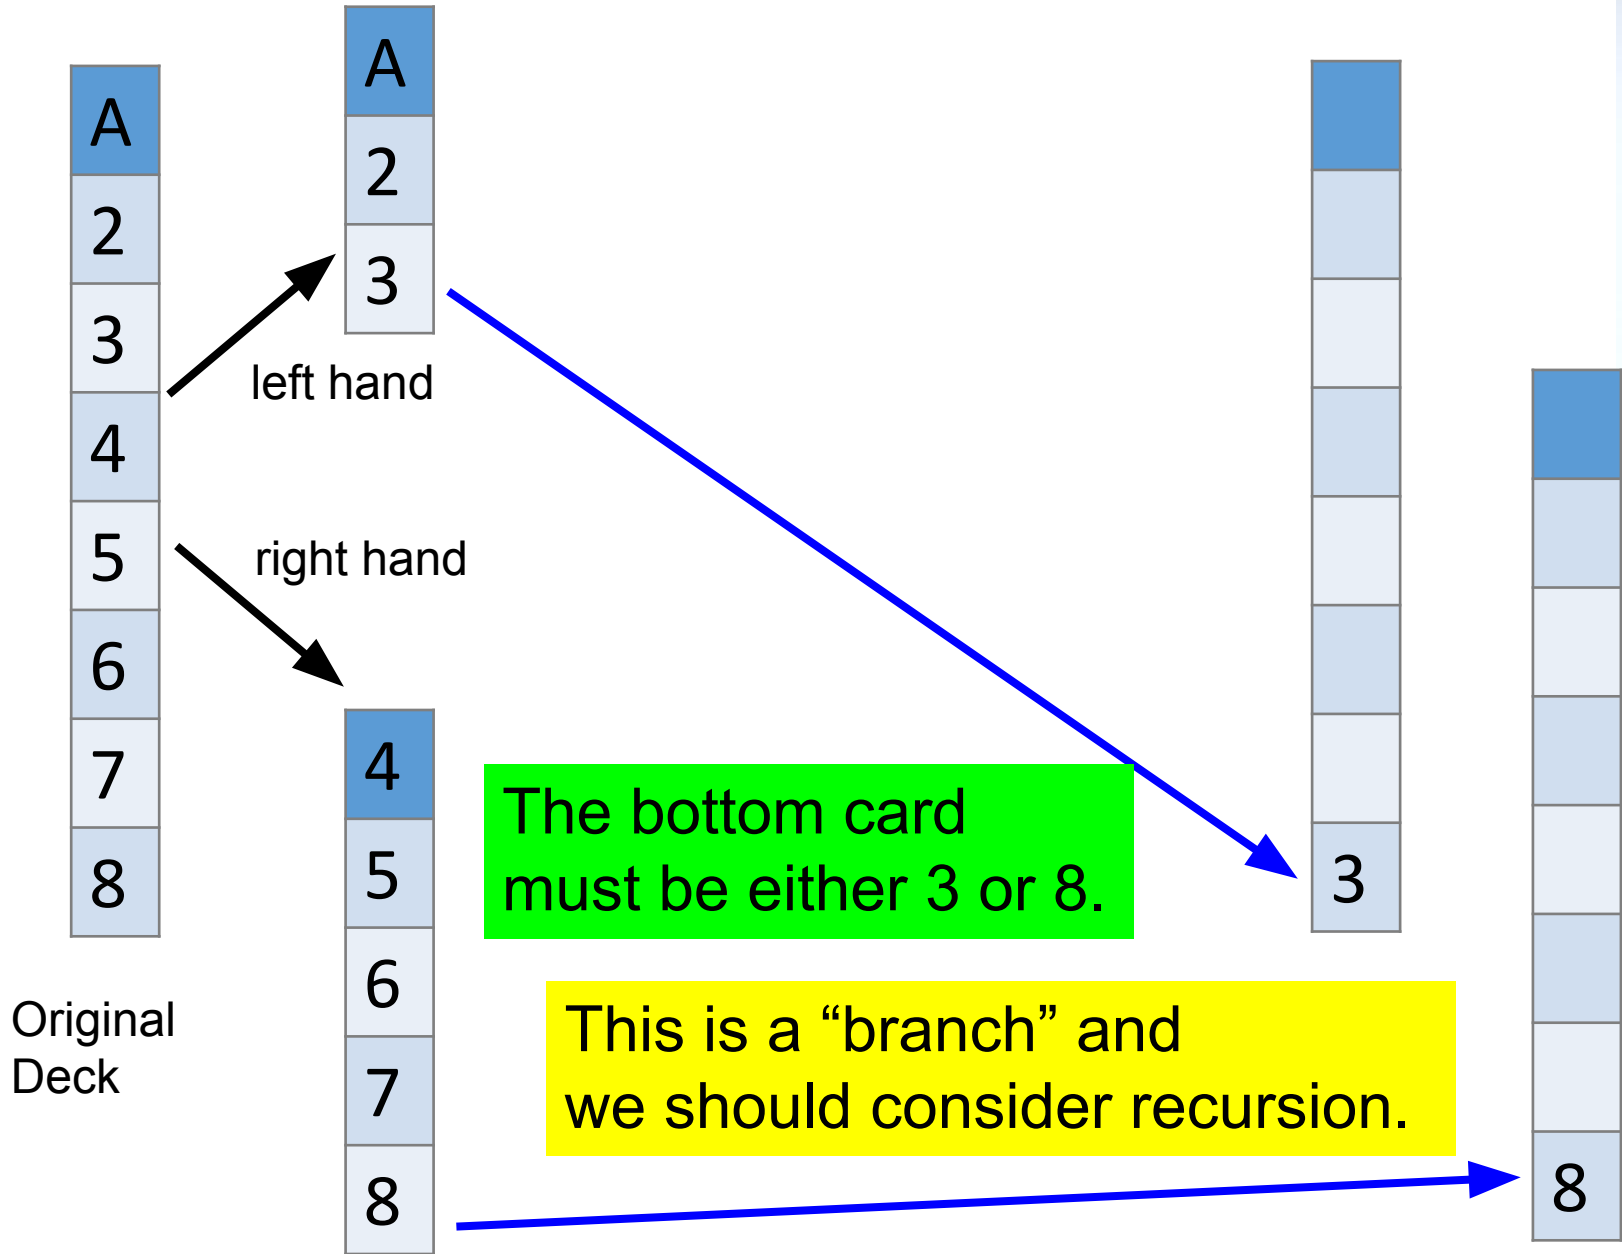 A
2
3
4
5
6
7
8
Original
Deck
A
2
3
left hand
right hand
4
5
6
7
8
The bottom card
must be either 3 or 8.
This is a “branch” and
we should consider recursion.
3
8